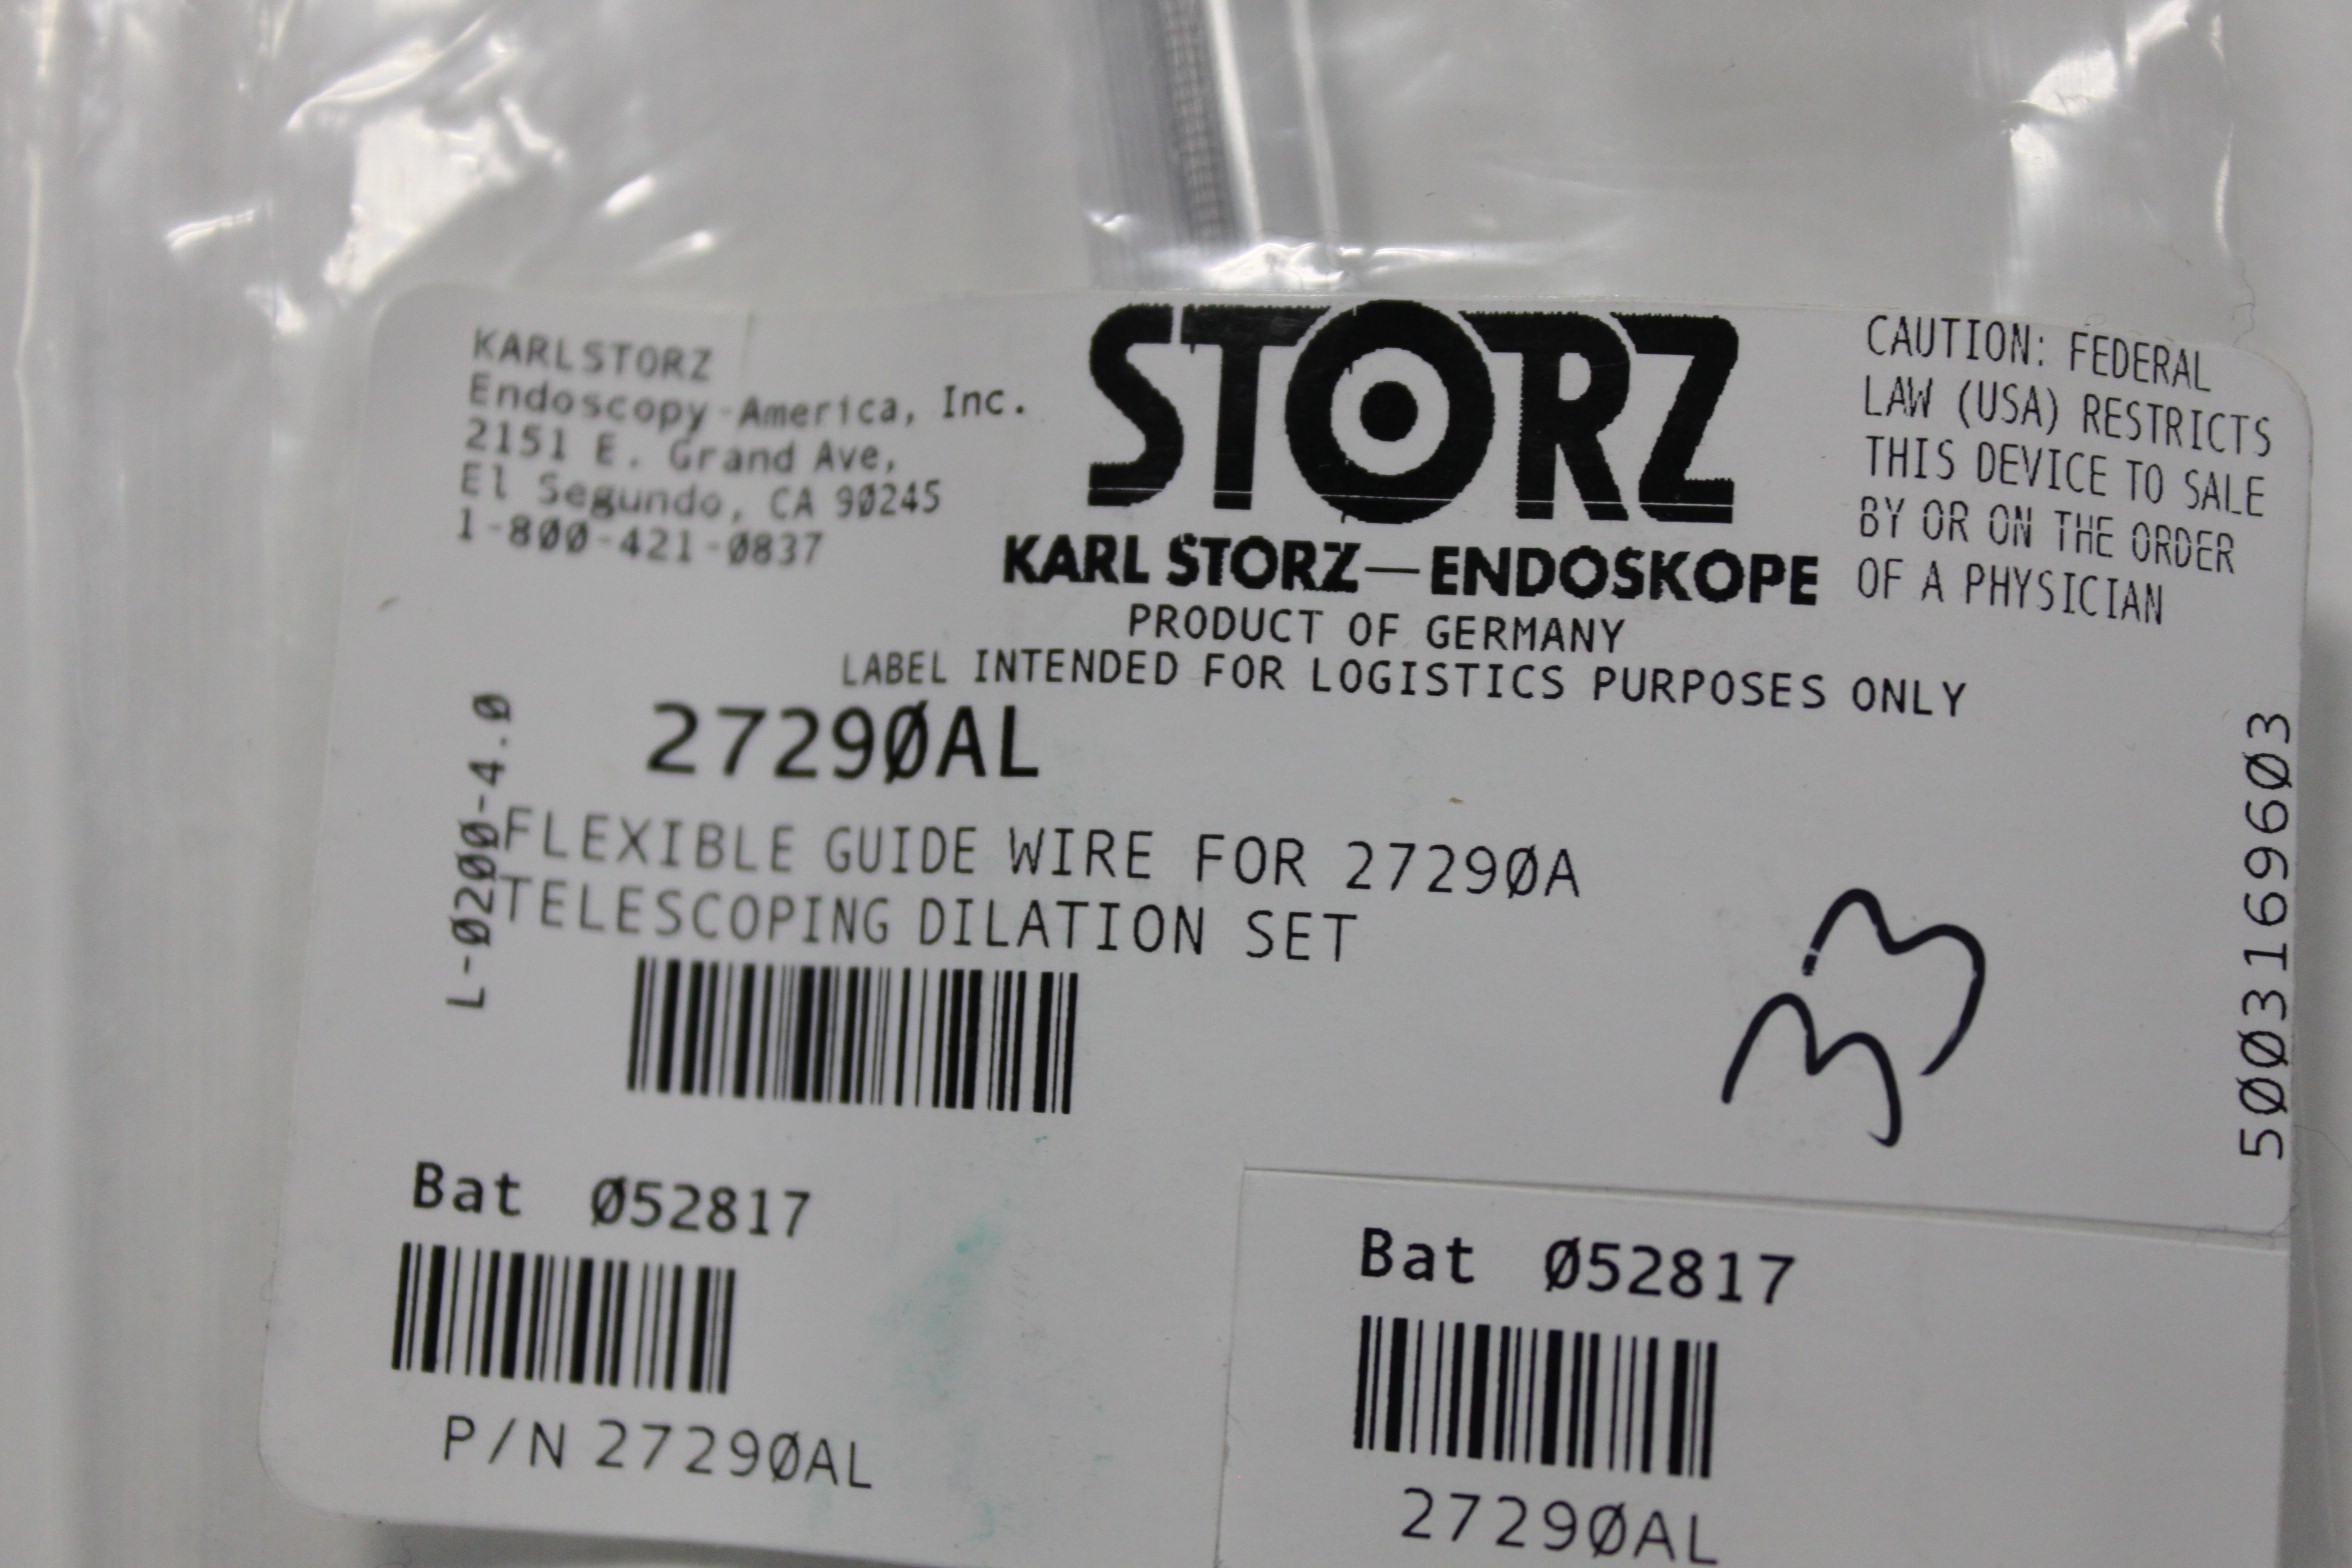 KARL STORZ
Endoscopy-America, Inc.
2151 E. Grand Ave,
El Segundo, CA 90245
1-800-421-0837
STORZ
KARL STORZ—ENDOSKOPE
PRODUCT OF GERMANY
LABEL INTENDED FOR LOGISTICS PURPOSES ONLY
CAUTION: FEDERAL
LAW (USA) RESTRICTS
THIS DEVICE TO SALE
BY OR ON THE ORDER
OF A PHYSICIAN
27290AL
L-0200-4.0
FLEXIBLE GUIDE WIRE FOR 27290A
TELESCOPING DILATION SET
5003169603
Bat 052817
P/N 27290AL
Bat 052817
27290AL